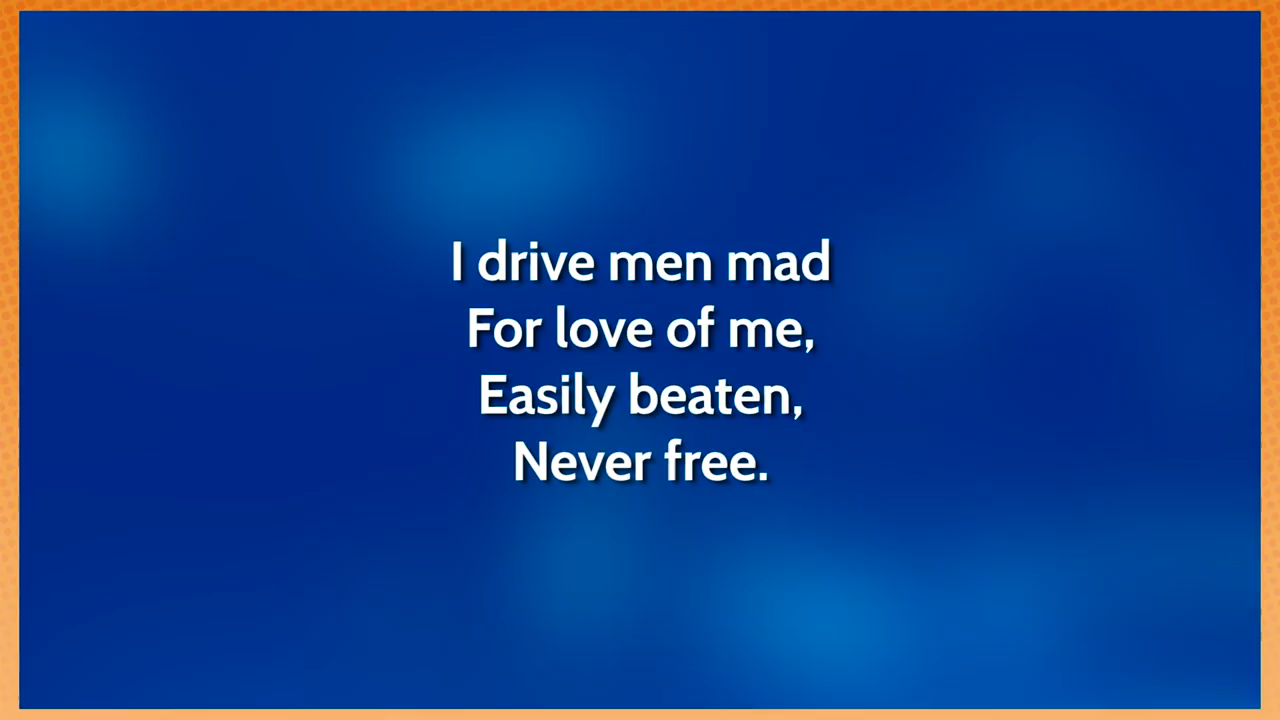 I drive men mad
For love of me,
Easily beaten,
Never free.